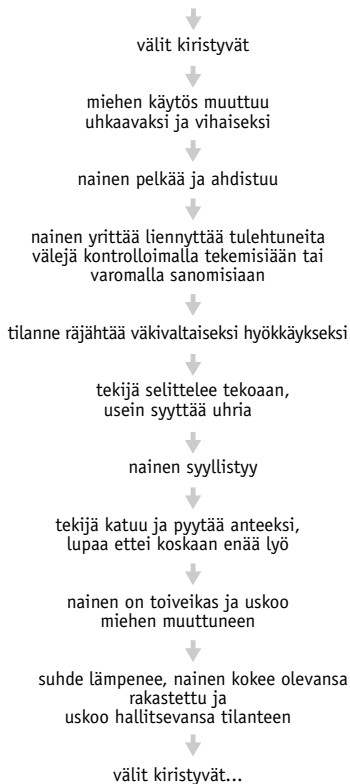 välit kiristyvät
miehen käytös muuttuu
uhkaavaksi ja vihaiseksi
nainen pelkää ja ahdistuu
nainen yrittää liennyttää tulehtuneita
välejä kontrolloimalla tekemisiään tai
varomalla sanomisiaan
tilanne räjähtää väkivaltaiseksi hyökkäykseksi
tekijä selittelee tekoaan,
usein syyttää uhria
nainen syyllistyy
tekijä katuu ja pyytää anteeksi,
lupaa ettei koskaan enää lyö
nainen on toiveikas ja uskoo
miehen muuttuneen
suhde lämpenee, nainen kokee olevansa
rakastettu ja
uskoo hallitsevansa tilanteen
välit kiristyvät...